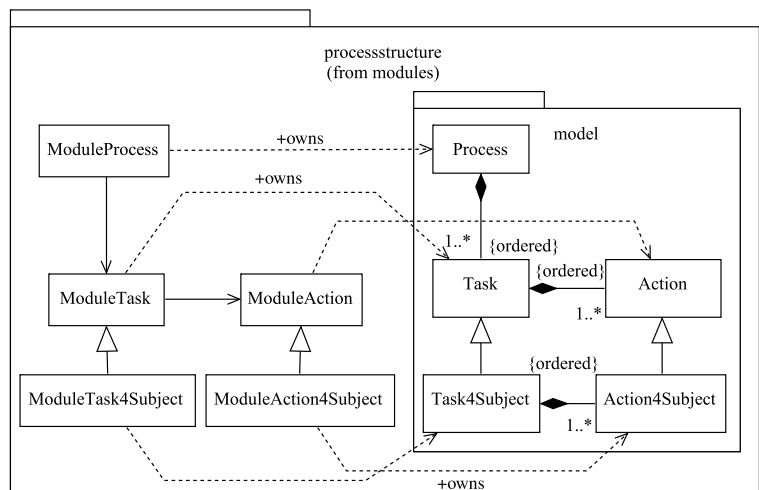 processstructure
(from modules)
model
ModuleProcess
+owns
Process
+owns
1..*
{ordered}
ModuleTask
ModuleAction
Task
{ordered}
1..*
Action
ModuleTask4Subject
ModuleAction4Subject
Task4Subject
{ordered}
1..*
Action4Subject
+owns